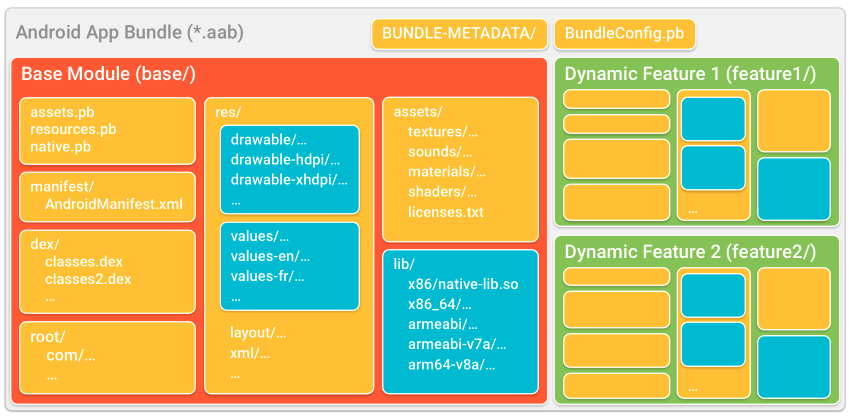 Android App Bundle (*.aab)
BUNDLE-METADATA/
BundleConfig.pb
Base Module (base/)
assets.pb
resources.pb
native.pb
manifest/
AndroidManifest.xml
dex/
classes.dex
classes2.dex
...
root/
com/...
...
res/
drawable/...
drawable-hdpi/...
drawable-xhdpi/...
...
values/...
values-en/...
values-fr/...
...
layout/...
xml/...
...
assets/
textures/...
sounds/...
materials/...
shaders/...
licenses.txt
lib/
x86/native-lib.so
x86_64/...
armeabi/...
armeabi-v7a/...
arm64-v8a/...
Dynamic Feature 1 (feature1/)
...
Dynamic Feature 2 (feature2/)
...